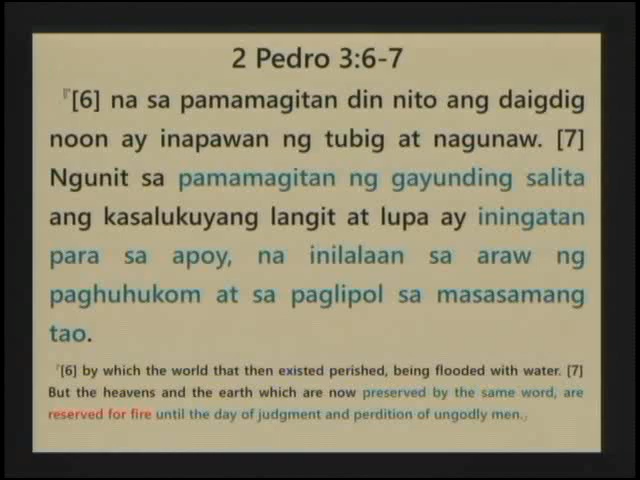 2 Pedro 3:6-7
『[6] na sa pamamagitan din nito ang daigdig
noon ay inapawan ng tubig at nagunaw. [7]
Ngunit sa pamamagitan ng gayunding salita
ang kasalukuyang langit at lupa ay iningatan
para sa apoy, na inilalaan sa araw ng
paghuhukom at sa paglipol sa masasamang
tao.
『[6] by which the world that then existed perished, being flooded with water. [7]
But the heavens and the earth which are now preserved by the same word, are
reserved for fire until the day of judgment and perdition of ungodly men.』